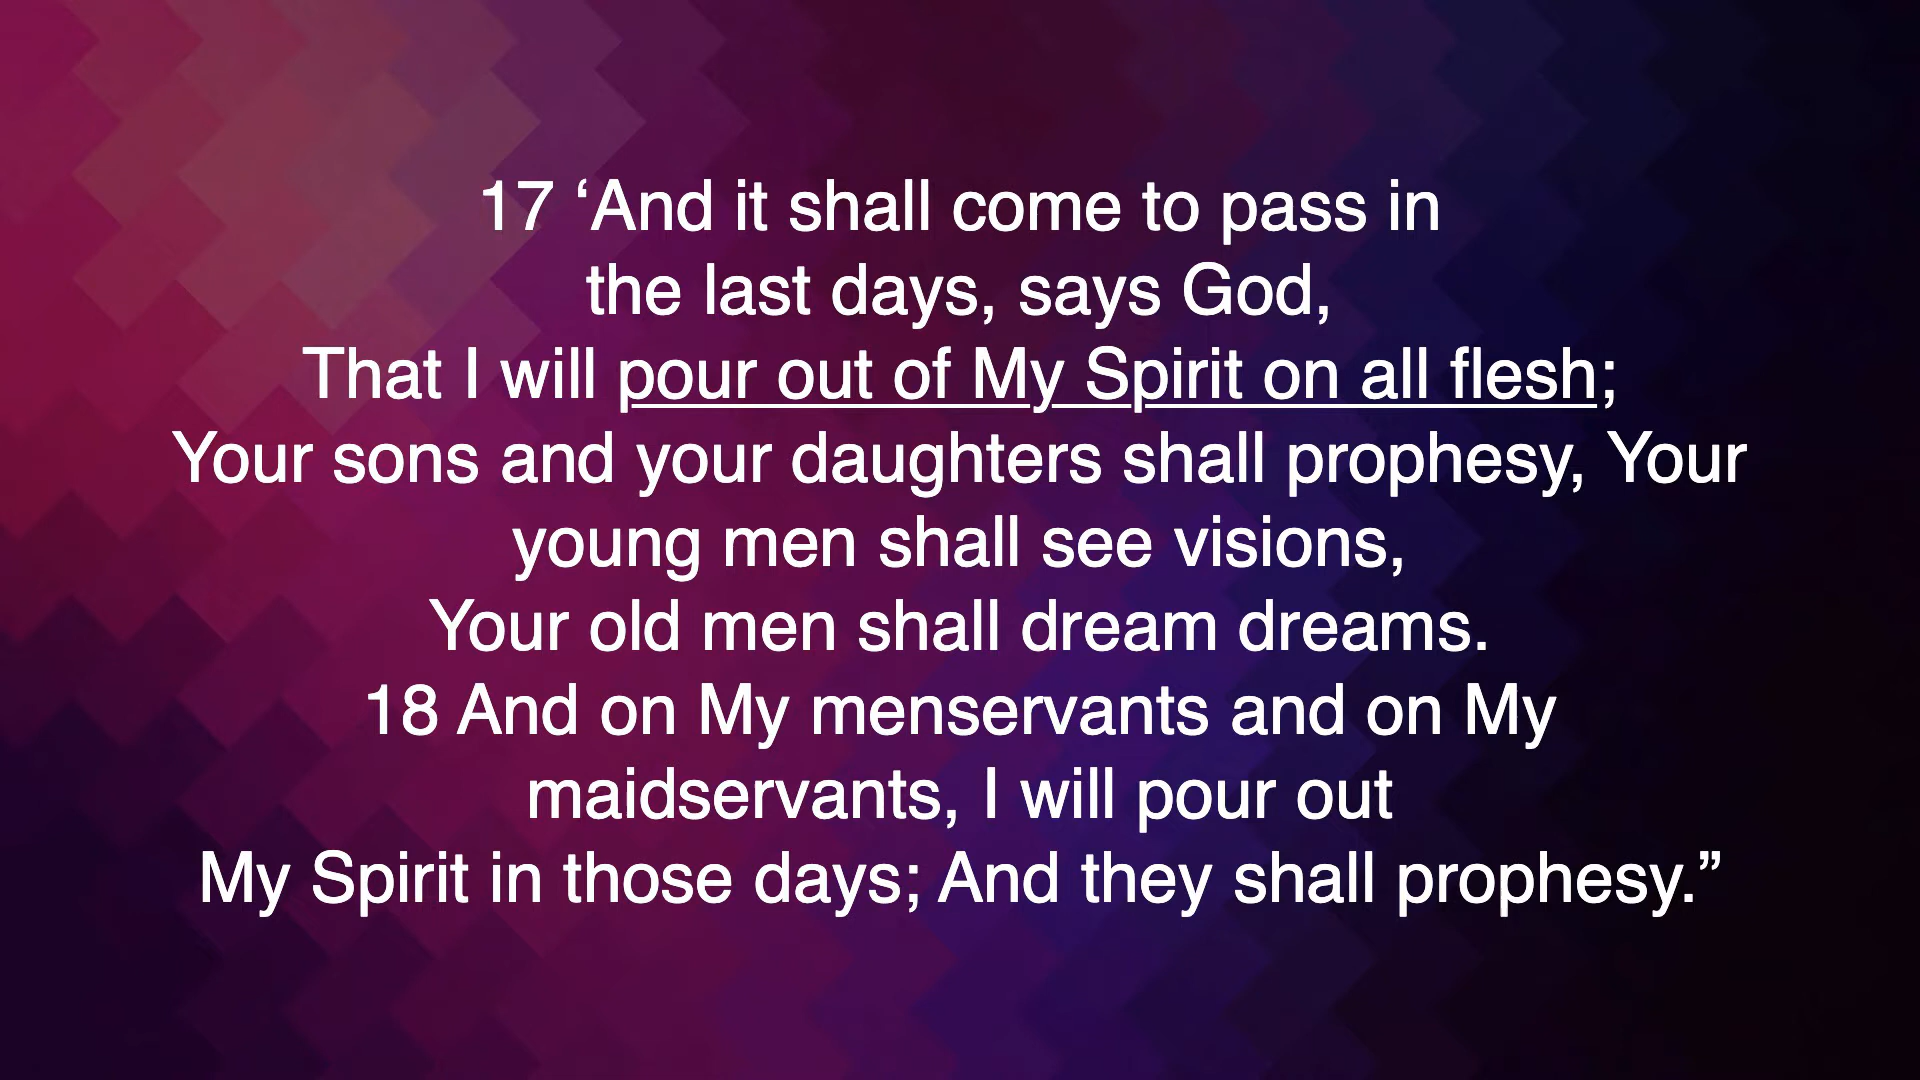 17 ‘And it shall come to pass in
the last days, says God,
That I will pour out of My Spirit on all flesh;
Your sons and your daughters shall prophesy, Your
young men shall see visions,
Your old men shall dream dreams.
18 And on My menservants and on My
maidservants, I will pour out
My Spirit in those days; And they shall prophesy.”